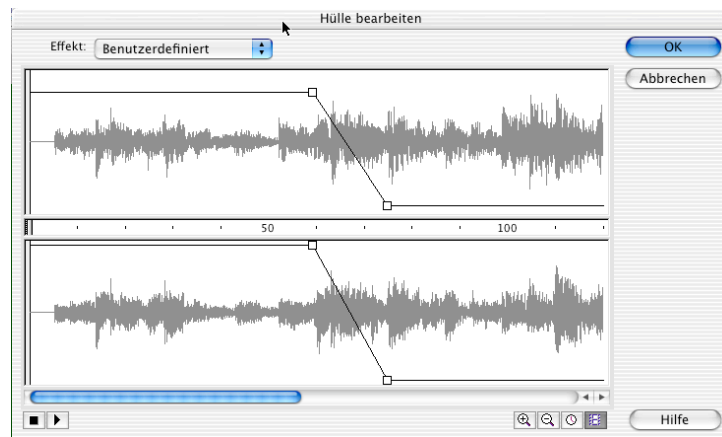 Hülle bearbeiten
Effekt: Benutzerdefiniert
OK
Abbrechen
50 100
Hilfe